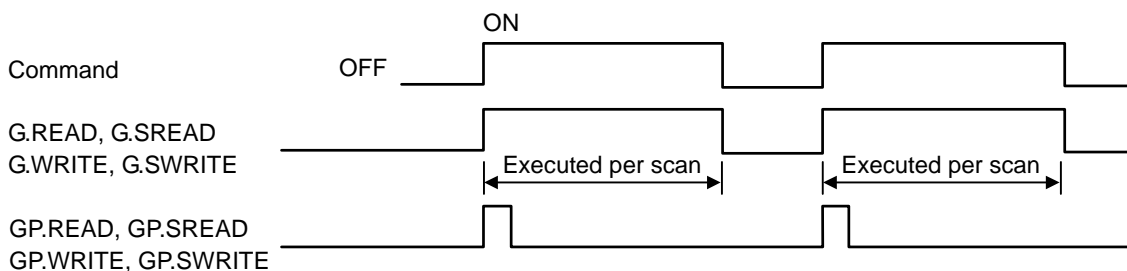 ON
Command OFF
G.READ, G.SREAD
G.WRITE, G.SWRITE
Executed per scan Executed per scan
GP.READ, GP.SREAD
GP.WRITE, GP.SWRITE